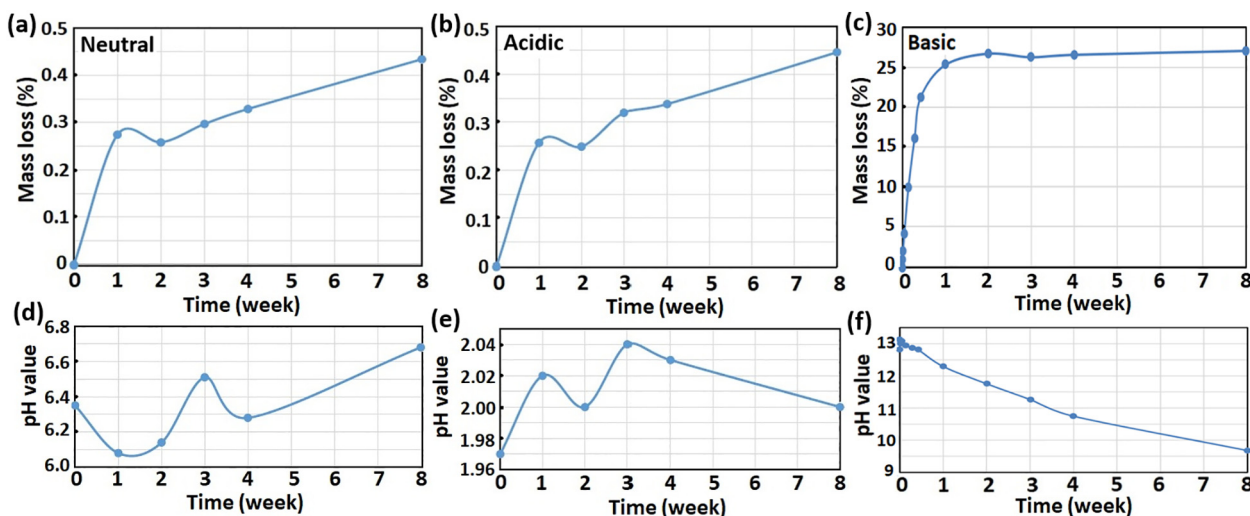 (a)
Neutral
Mass loss (%)
0.5
0.4
0.3
0.2
0.1
0
0 1 2 3 4 5 6 7 8
Time (week)
(b)
Acidic
Mass loss (%)
0.5
0.4
0.3
0.2
0.1
0
0 1 2 3 4 5 6 7 8
Time (week)
(c)
Basic
Mass loss (%)
30
25
20
15
10
5
0
0 1 2 3 4 5 6 7 8
Time (week)
(d)
pH value
6.8
6.6
6.4
6.2
6.0
0 1 2 3 4 5 6 7 8
Time (week)
(e)
pH value
2.04
2.02
2.00
1.98
1.96
0 1 2 3 4 5 6 7 8
Time (week)
(f)
pH value
13
12
11
10
9
0 1 2 3 4 5 6 7 8
Time (week)